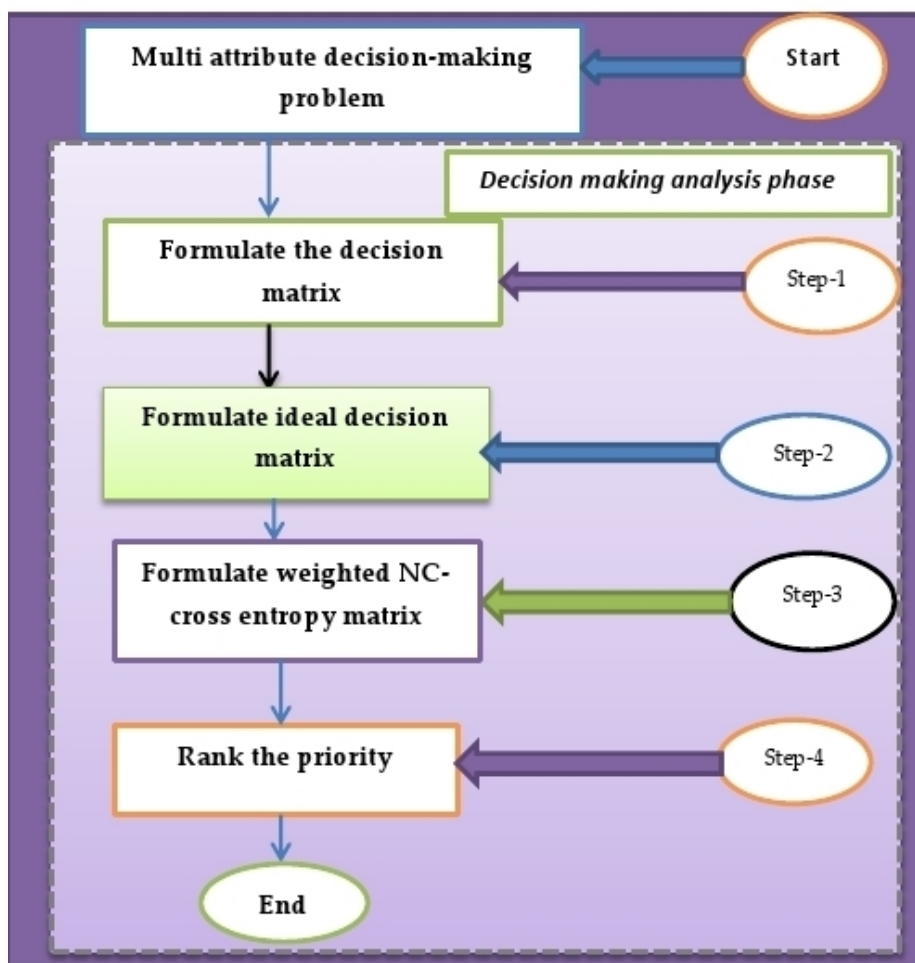 Multi attribute decision-making
problem
Start
Decision making analysis phase
Formulate the decision
matrix
Step-1
Formulate ideal decision
matrix
Step-2
Formulate weighted NC-
cross entropy matrix
Step-3
Rank the priority
Step-4
End